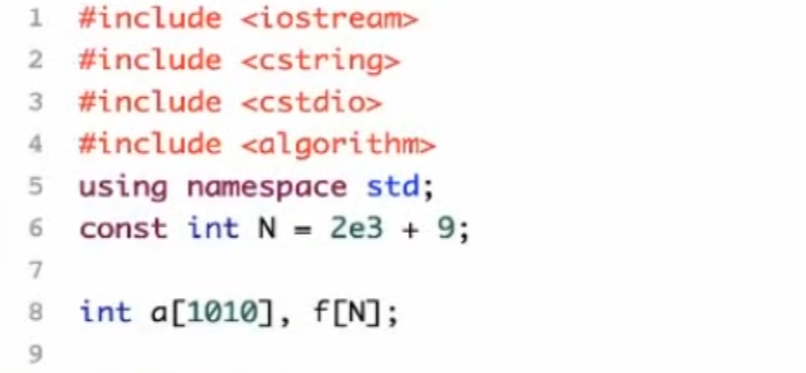 1 #include <iostream>
2 #include <cstring>
3 #include <cstdio>
4 #include <algorithm>
5 using namespace std;
6 const int N = 2e3 + 9;
7
8 int a[1010], f[N];
9